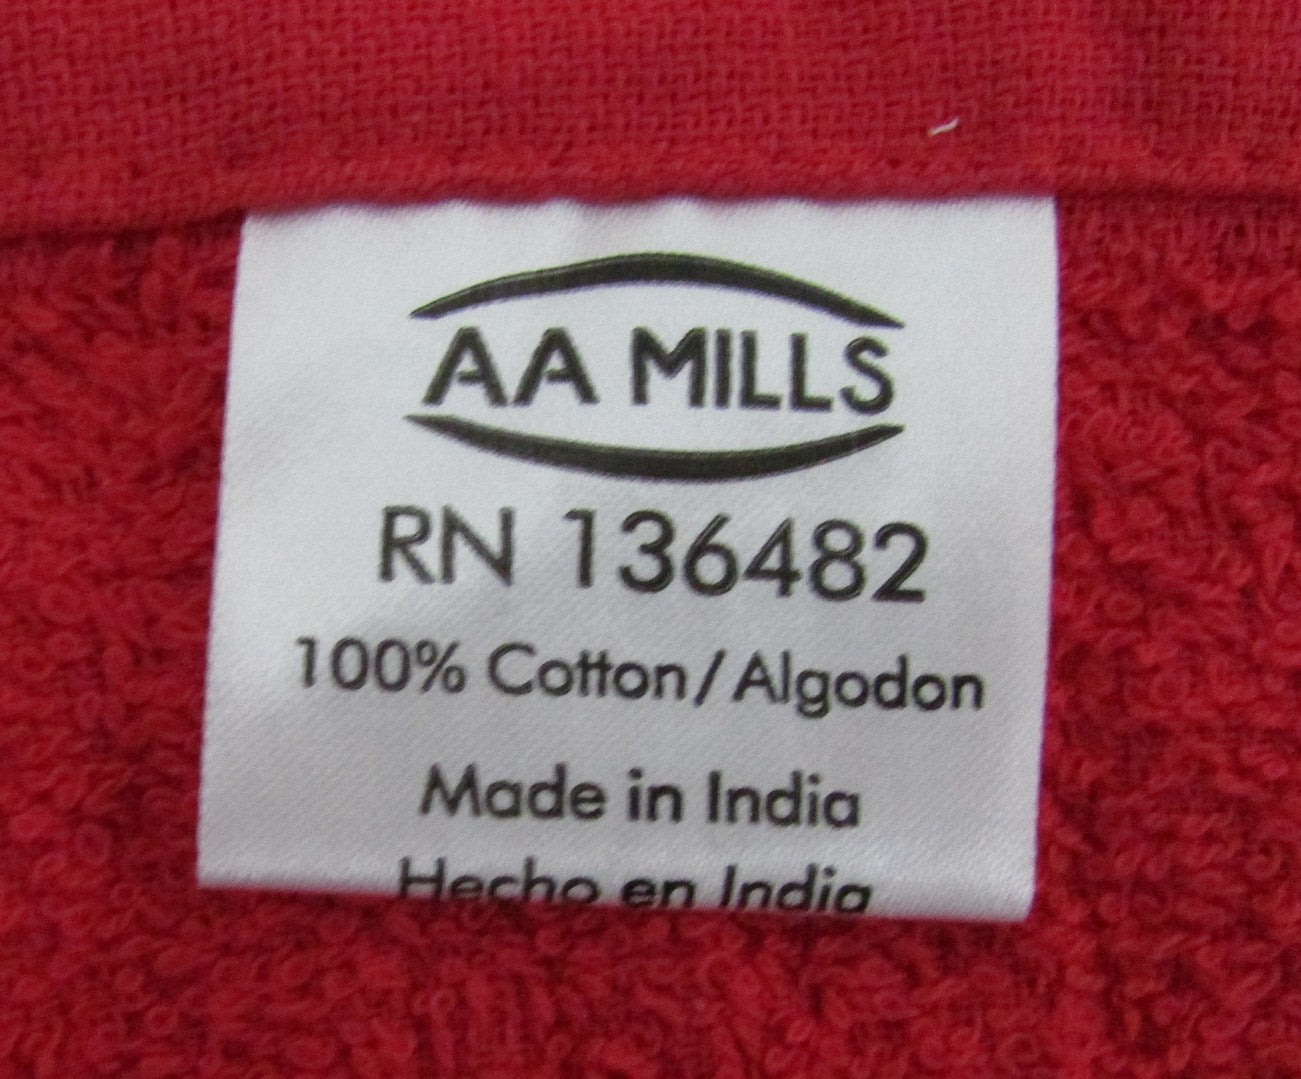 AA MILLS
RN 136482
100% Cotton/Algodon
Made in India
Hecho en India